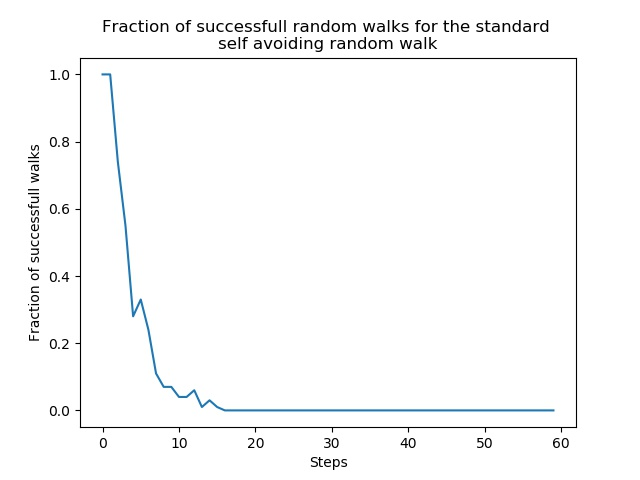 Fraction of successfull random walks for the standard
self avoiding random walk
1.0
0.8
0.6
0.4
0.2
0.0
Fraction of successfull walks
0 10 20 30 40 50 60
Steps